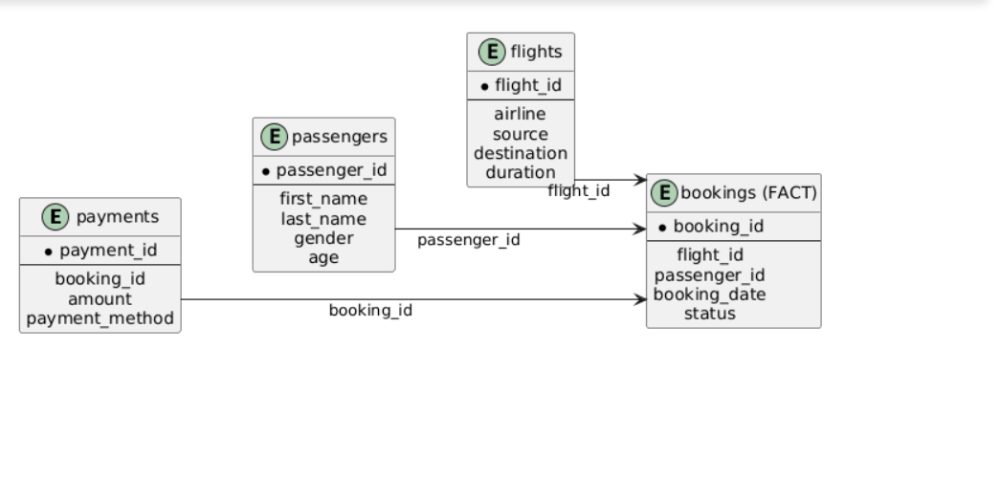 E flights
flight_id
airline
source
destination
duration
flight_id
E passengers
passenger_id
first_name
last_name
gender
age
passenger_id
E payments
payment_id
booking_id
amount
payment_method
booking_id
E bookings (FACT)
booking_id
flight_id
passenger_id
booking_date
status